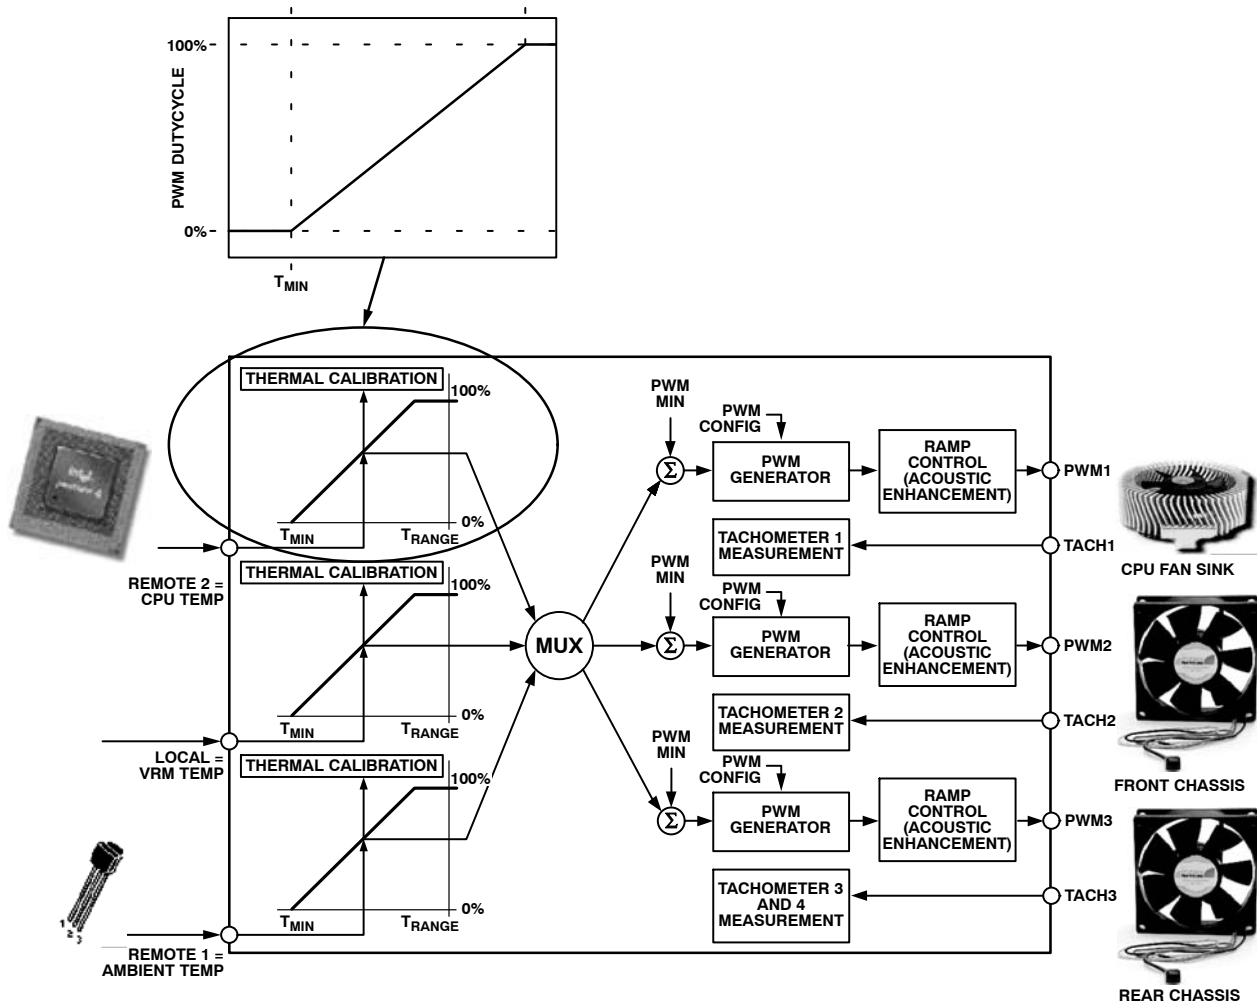 100%
PWM DUTYCYCLE
0%
TMIN
THERMAL CALIBRATION
100%
0%
TMIN
TRANGE
REMOTE 2 =
CPU TEMP
THERMAL CALIBRATION
100%
0%
TMIN
TRANGE
LOCAL =
VRM TEMP
THERMAL CALIBRATION
100%
0%
TMIN
TRANGE
REMOTE 1 =
AMBIENT TEMP
1
2
3
intel
MUX
PWM
MIN
Σ
PWM
CONFIG
PWM
GENERATOR
RAMP
CONTROL
(ACOUSTIC
ENHANCEMENT)
PWM1
TACHOMETER 1
MEASUREMENT
TACH1
CPU FAN SINK
PWM
MIN
Σ
PWM
CONFIG
PWM
GENERATOR
RAMP
CONTROL
(ACOUSTIC
ENHANCEMENT)
PWM2
TACHOMETER 2
MEASUREMENT
TACH2
FRONT CHASSIS
PWM
MIN
Σ
PWM
CONFIG
PWM
GENERATOR
RAMP
CONTROL
(ACOUSTIC
ENHANCEMENT)
PWM3
TACHOMETER 3
AND 4
MEASUREMENT
TACH3
REAR CHASSIS